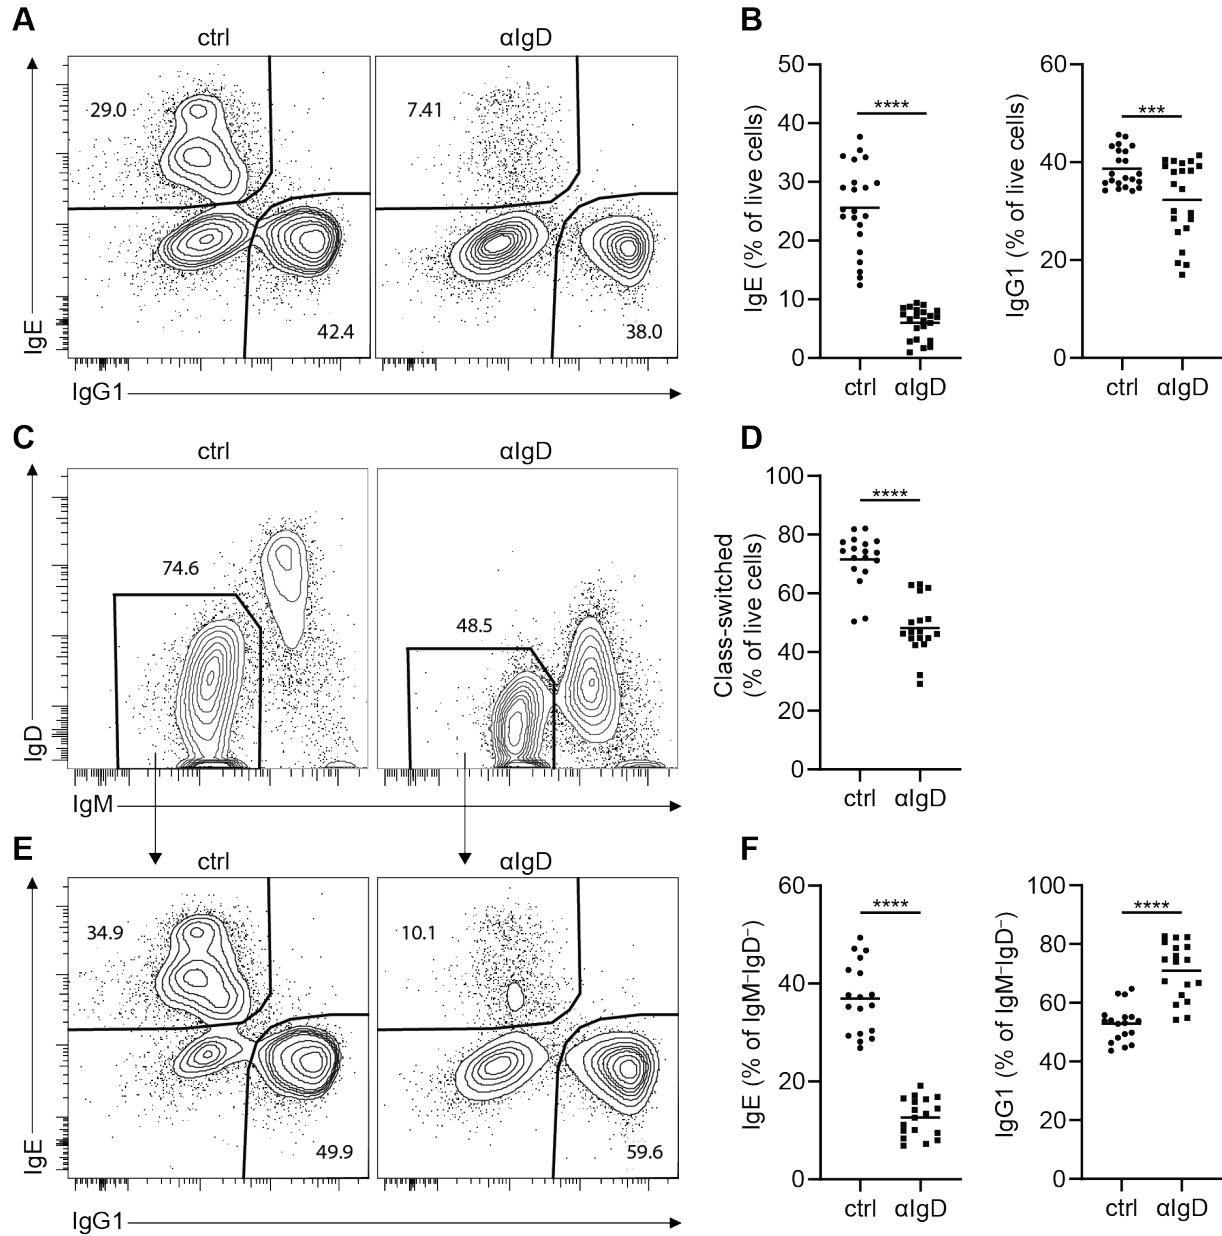 A
ctrl
αIgD
29.0
7.41
42.4
38.0
IgE
IgG1
B
IgE (% of live cells)
50
40
30
20
10
0
****
ctrl
αIgD
IgG1 (% of live cells)
60
40
20
0
***
ctrl
αIgD
C
ctrl
αIgD
74.6
48.5
IgD
IgM
D
Class-switched
(% of live cells)
100
80
60
40
20
0
****
ctrl
αIgD
E
ctrl
αIgD
34.9
10.1
49.9
59.6
IgE
IgG1
F
IgE (% of IgM⁻IgD⁻)
60
40
20
0
****
ctrl
αIgD
IgG1 (% of IgM⁻IgD⁻)
100
80
60
40
20
0
****
ctrl
αIgD